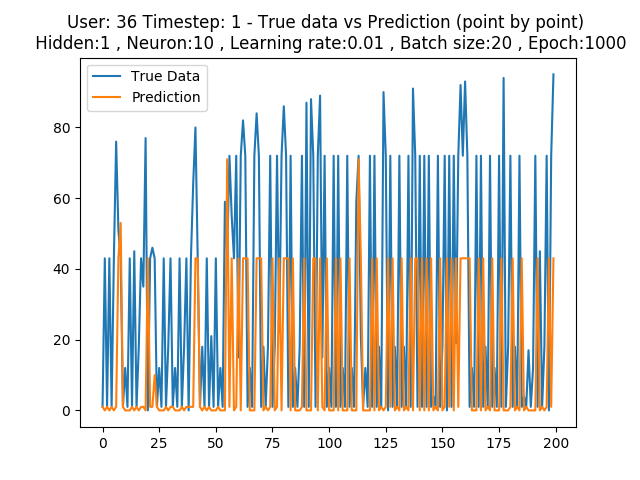 User: 36 Timestep: 1 - True data vs Prediction (point by point)
Hidden:1 , Neuron:10 , Learning rate:0.01 , Batch size:20 , Epoch:1000
True Data
Prediction
80
60
40
20
0
0 25 50 75 100 125 150 175 200